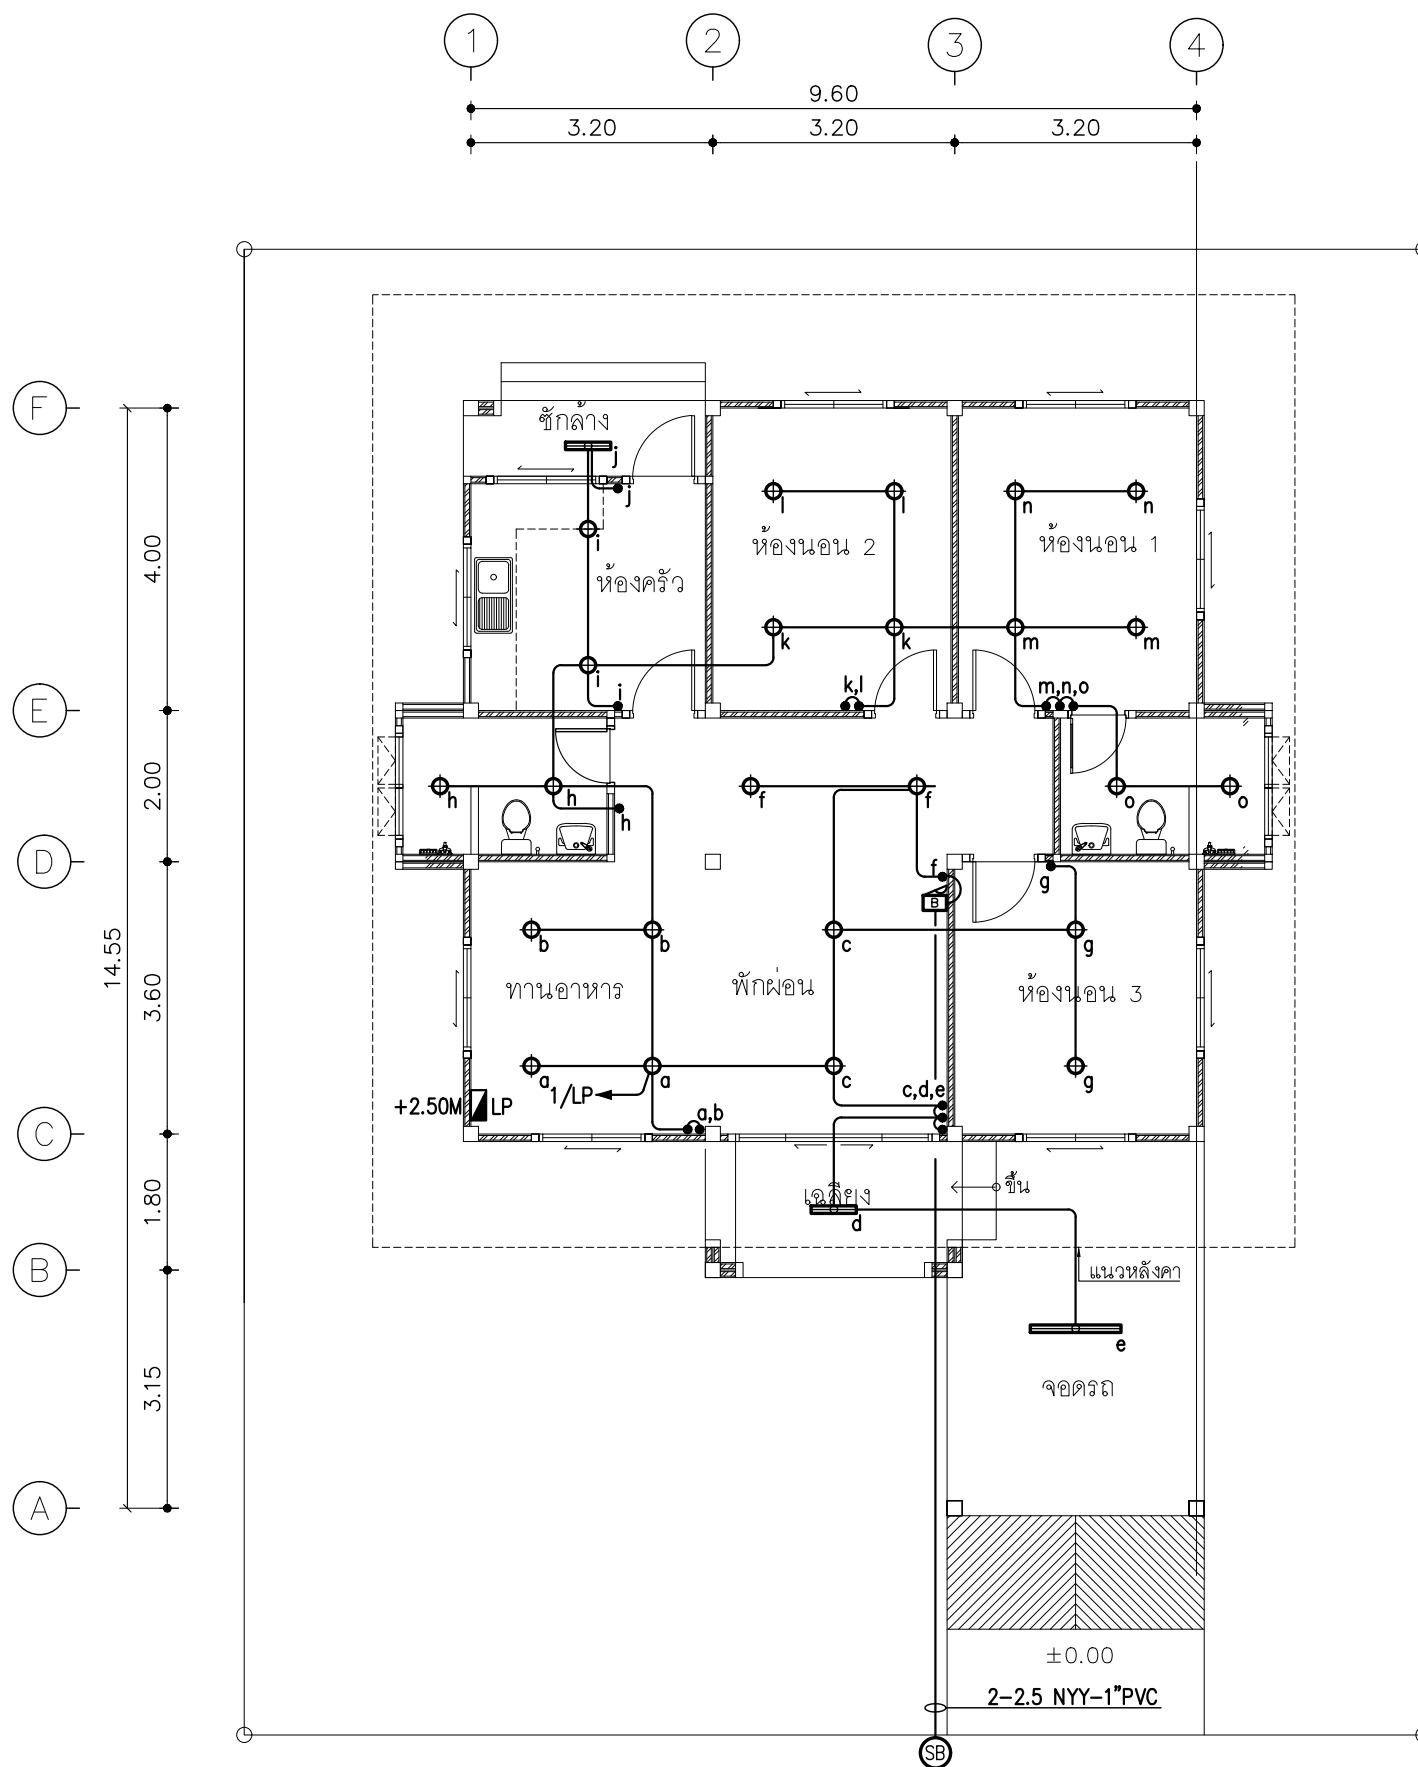 1 2 3 4
9.60
3.20 3.20 3.20
F
ซักล้าง
j
j
l l n n
i
ห้องนอน 2 ห้องนอน 1
4.00
ห้องครัว
k k m m
i
i k,l m,n,o
E
h h f f o o
2.00
h
D
f g
B
b b c g
14.55
3.60
ทานอาหาร พักผ่อน ห้องนอน 3
a a c g
1/LP
c,d,e
+2.50M LP
a,b
C
1.80
เฉลียง
ขึ้น
d
B
แนวหลังคา
e
3.15
จอดรถ
A
±0.00
2-2.5 NYY-1"PVC
SB